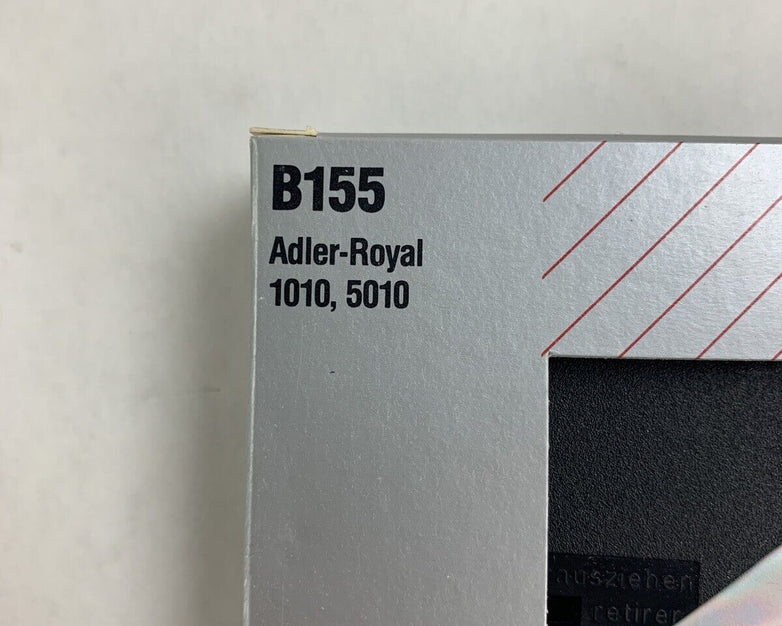 B155
Adler-Royal
1010, 5010
ausziehen
retirer